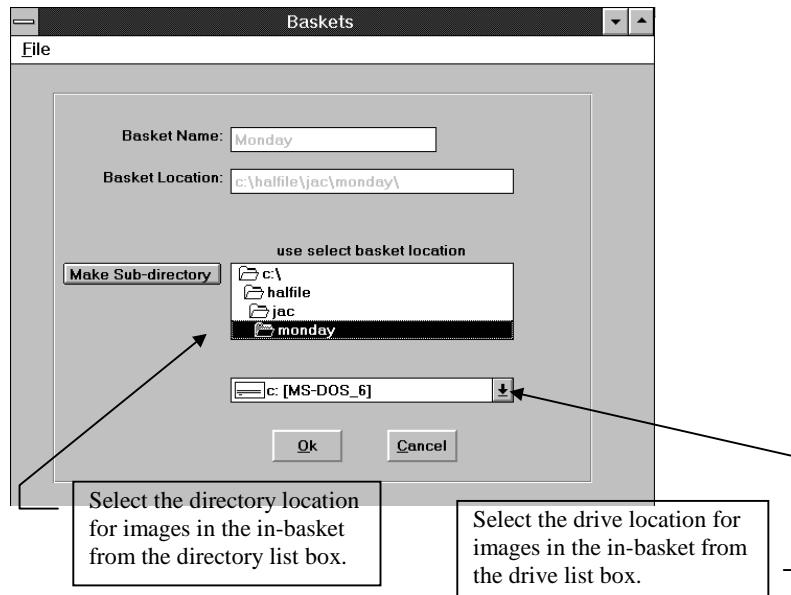 Baskets
File
Basket Name: Monday
Basket Location: c:\halfile\jac\monday\
use select basket location
Make Sub-directory
c:\
halfile
jac
monday
c: [MS-DOS_6]
Ok Cancel
Select the directory location
for images in the in-basket
from the directory list box.
Select the drive location for
images in the in-basket from
the drive list box.